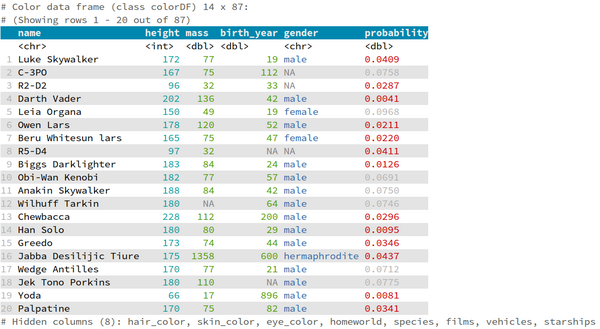 # Color data frame (class colorDF) 14 x 87:
# (Showing rows 1 - 20 out of 87)
name height mass birth_year gender probability
<chr> <int> <dbl> <dbl> <chr> <dbl>
1 Luke Skywalker 172 77 19 male 0.0409
2 C-3PO 167 75 112 NA 0.0758
3 R2-D2 96 32 33 NA 0.0287
4 Darth Vader 202 136 42 male 0.0041
5 Leia Organa 150 49 19 female 0.0968
6 Owen Lars 178 120 52 male 0.0211
7 Beru Whitesun lars 165 75 47 female 0.0220
8 R5-D4 97 32 NA NA 0.0411
9 Biggs Darklighter 183 84 24 male 0.0126
10 Obi-Wan Kenobi 182 77 57 male 0.0691
11 Anakin Skywalker 188 84 42 male 0.0750
12 Wilhuff Tarkin 180 NA 64 male 0.0746
13 Chewbacca 228 112 200 male 0.0296
14 Han Solo 180 80 29 male 0.0095
15 Greedo 173 74 44 male 0.0346
16 Jabba Desilijic Tiure 175 1358 600 hermaphrodite 0.0437
17 Wedge Antilles 170 77 21 male 0.0712
18 Jek Tono Porkins 180 110 NA male 0.0775
19 Yoda 66 17 896 male 0.0081
20 Palpatine 170 75 82 male 0.0341
# Hidden columns (8): hair_color, skin_color, eye_color, homeworld, species, films, vehicles, starships